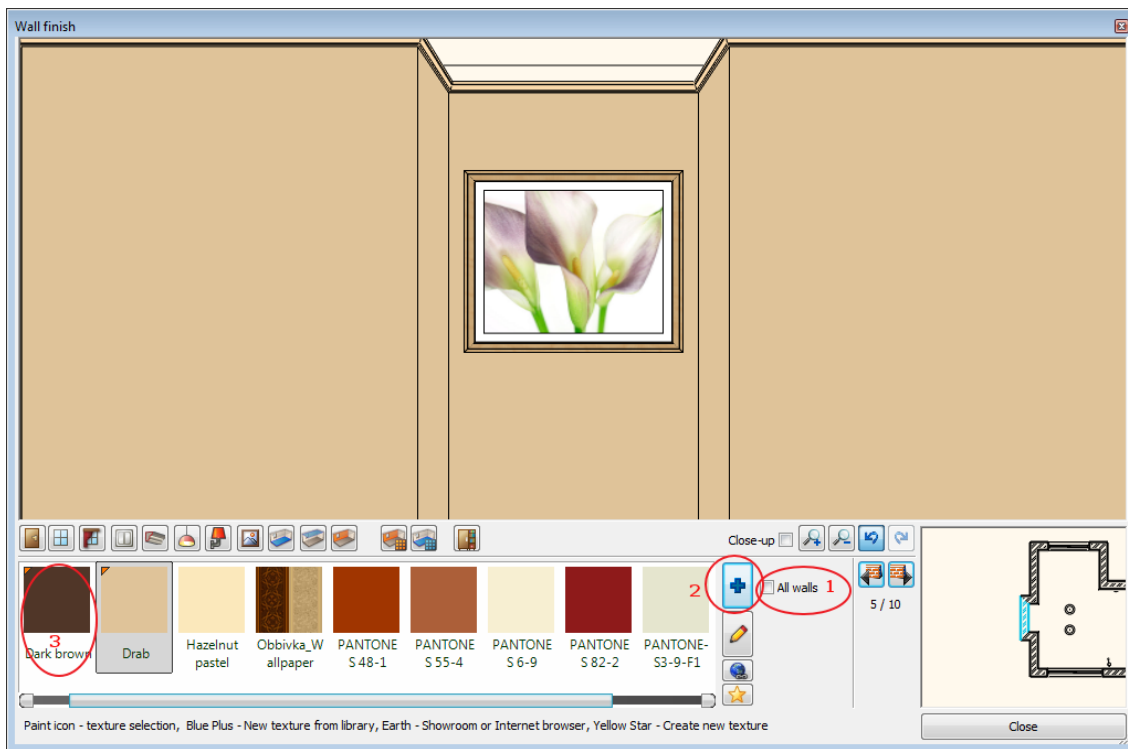 Wall finish
Close-up
2
All walls 1
5 / 10
3
Dark brown
Drab
Hazelnut
pastel
Obbivka_W
allpaper
PANTONE
S 48-1
PANTONE
S 55-4
PANTONE
S 6-9
PANTONE
S 82-2
PANTONE-
S3-9-F1
Paint icon - texture selection, Blue Plus - New texture from library, Earth - Showroom or Internet browser, Yellow Star - Create new texture
Close